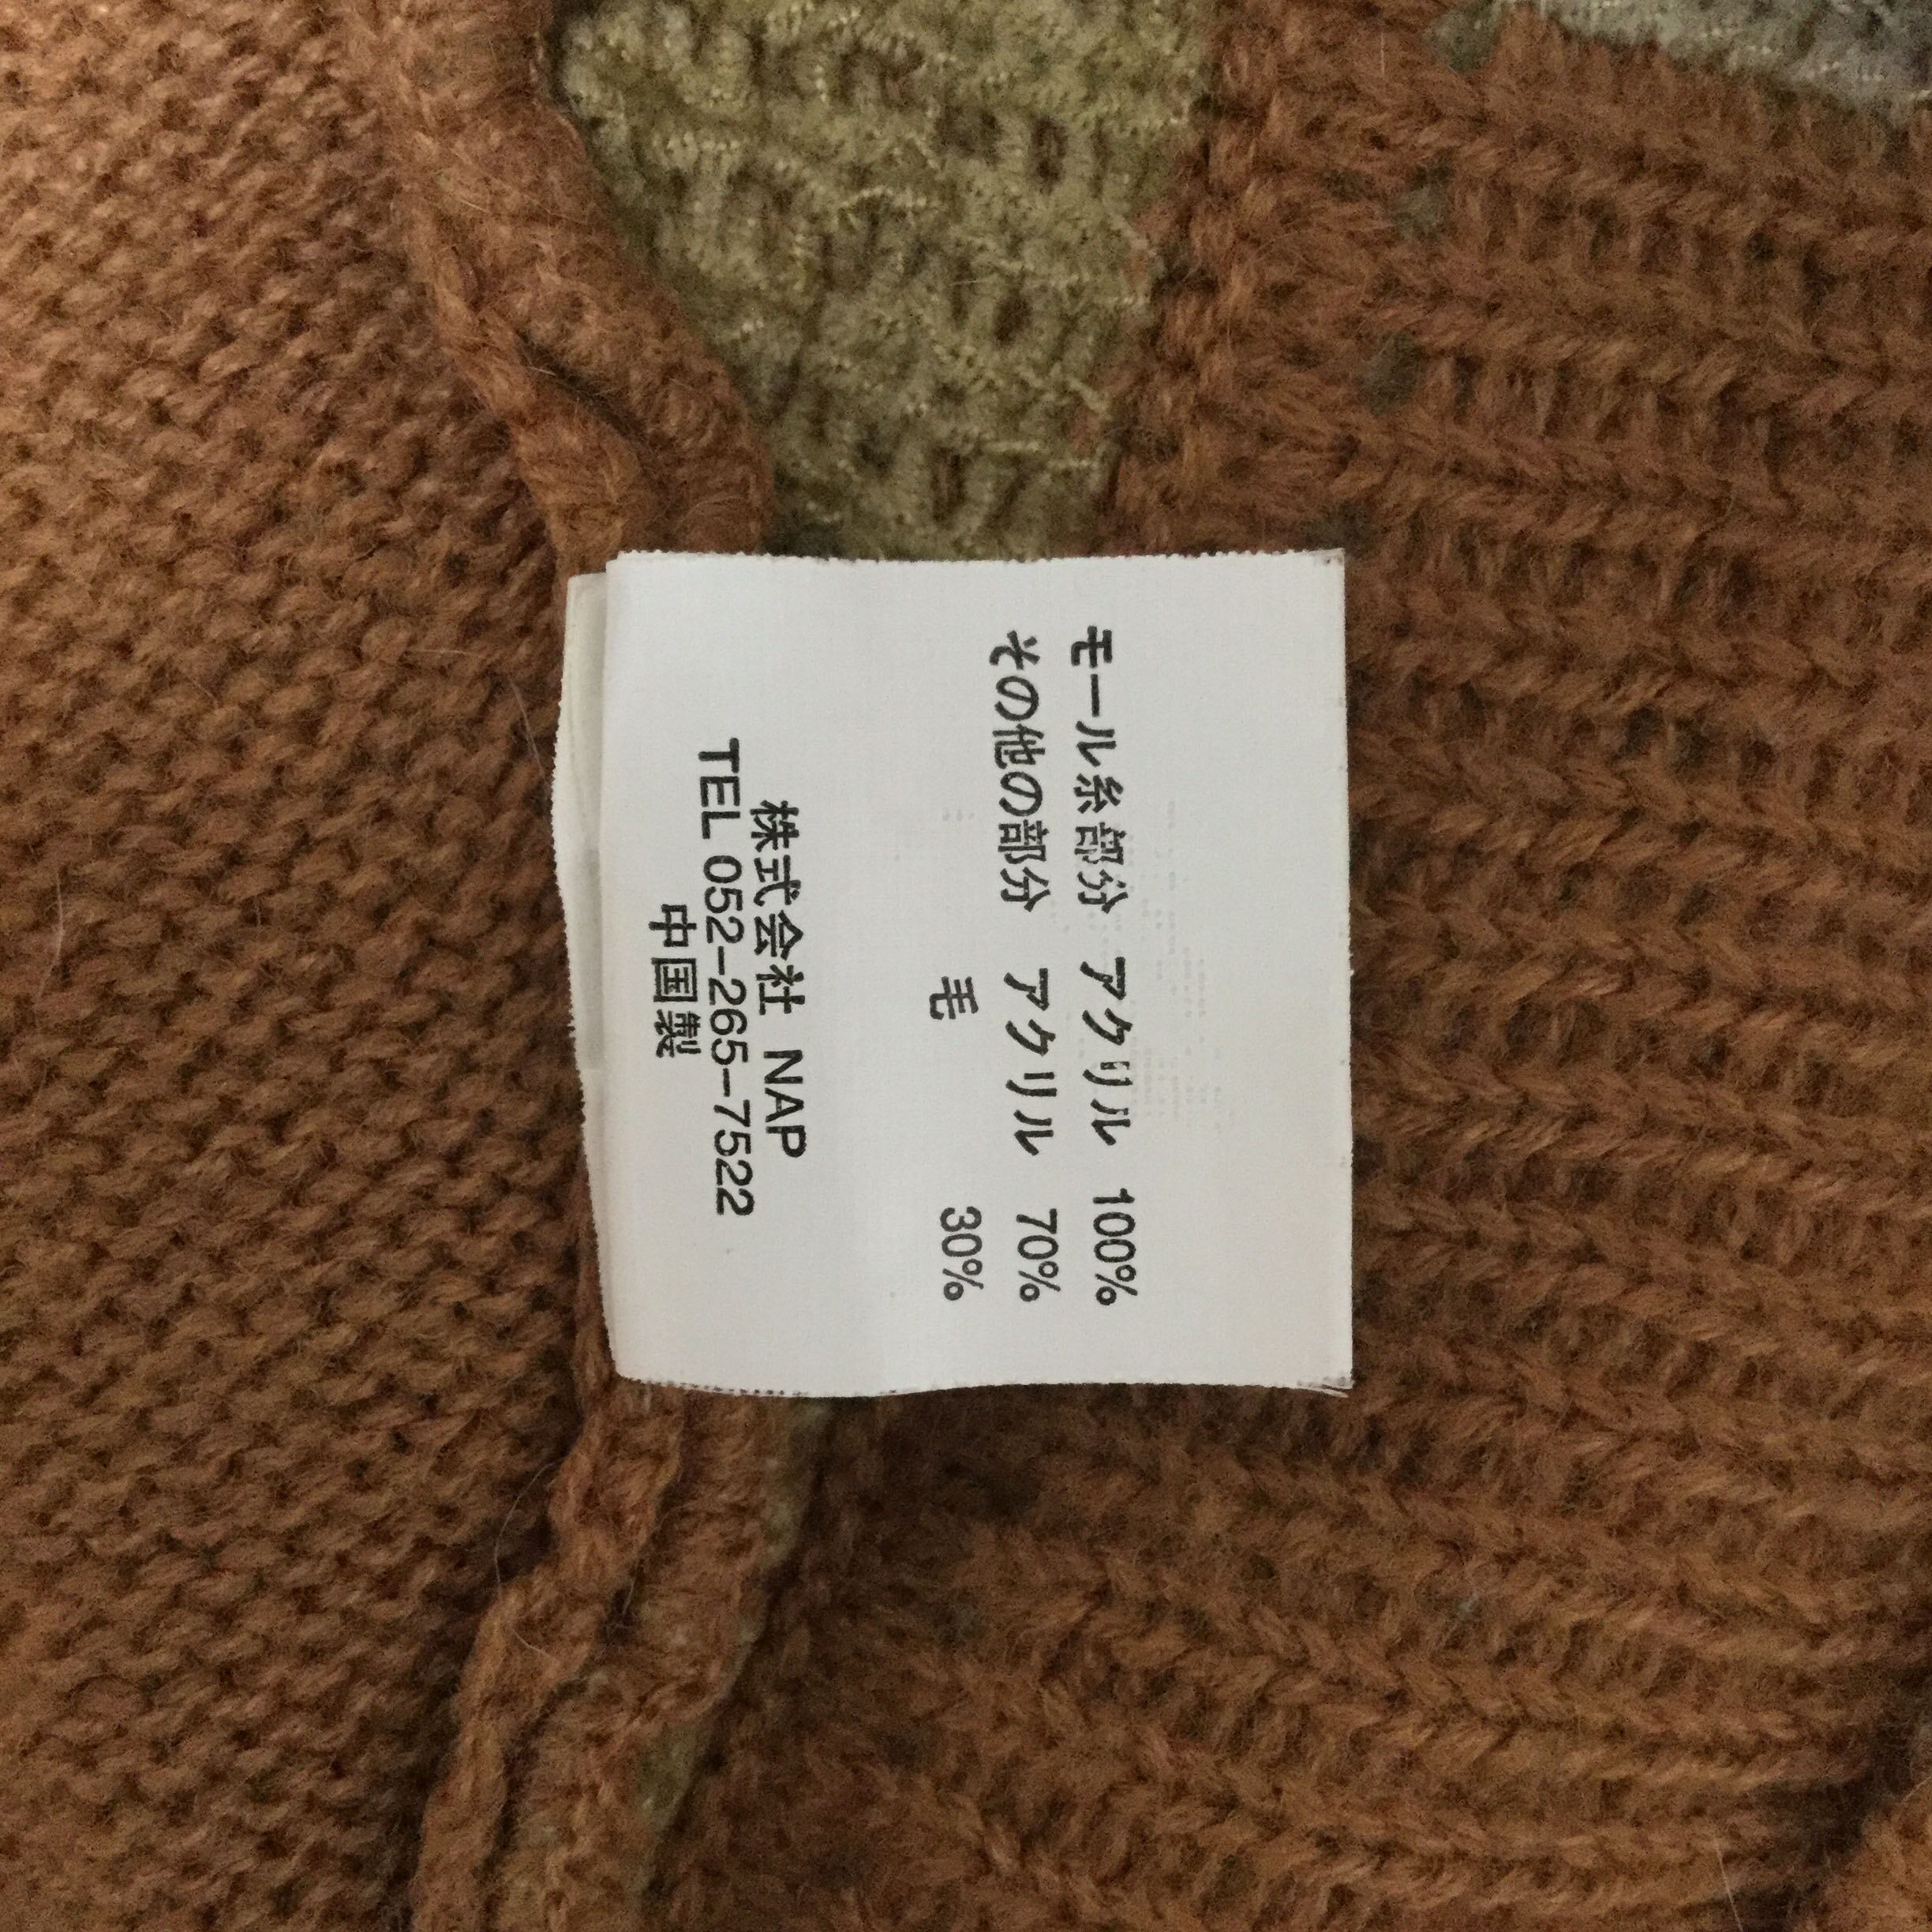 モール糸部分 アクリル 100%
その他の部分 アクリル 70%
毛 30%
株式会社 NAP
TEL 052-265-7522
中国製